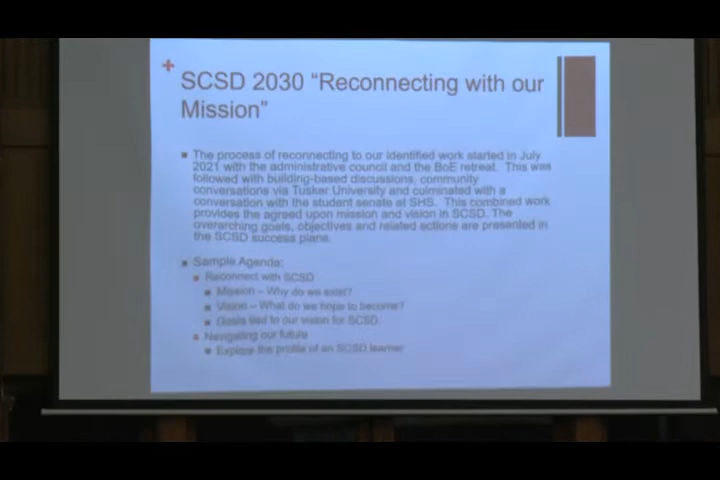 SCSD 2030 “Reconnecting with our
Mission”
The process of reconnecting to our identified work started in July
2021 with the administrative council and the BoE retreat. This was
followed with building-based discussions, community
conversations via Tusker University and culminated with a
conversation with the student senate at SHS. This combined work
provides the agreed upon mission and vision in SCSD. The
overarching goals, objectives and related actions are presented in
the SCSD success plans.
Sample Agenda:
Reconnect with SCSD
Mission – Why do we exist?
Vision – What do we hope to become?
Goals tied to our vision for SCSD
Navigating our future
Explore the profile of an SCSD learner